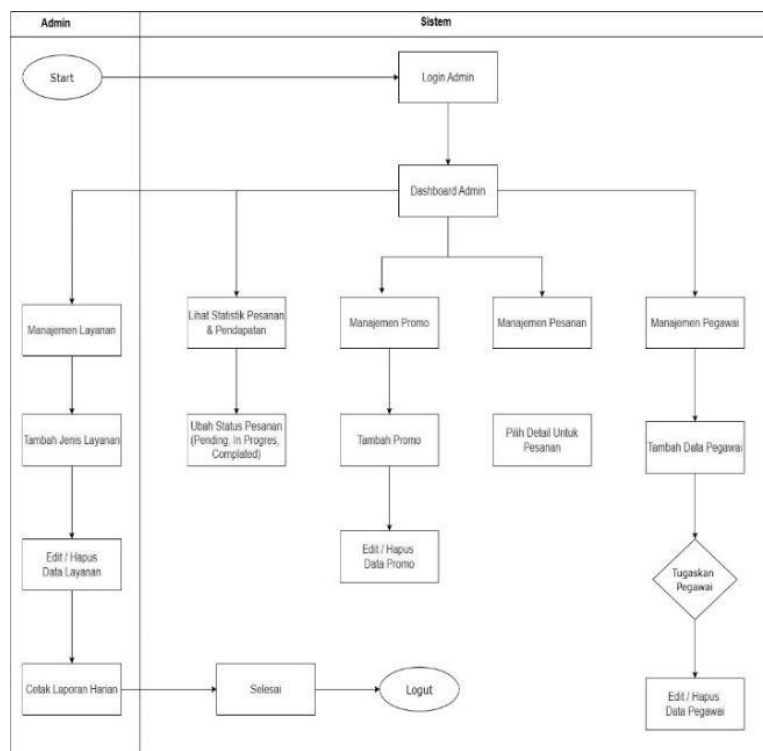 Admin
Sistem
Start
Login Admin
Dashboard Admin
Manajemen Layanan
Lihat Statistik Pesanan
& Pendapatan
Manajemen Promo
Manajemen Pesanan
Manajemen Pegawai
Tambah Jenis Layanan
Ubah Status Pesanan
(Pending, In Progres,
Complated)
Tambah Promo
Pilih Detail Untuk
Pesanan
Tambah Data Pegawai
Edit / Hapus
Data Layanan
Edit / Hapus
Data Promo
Tugaskan
Pegawai
Cetak Laporan Harian
Selesai
Logut
Edit / Hapus
Data Pegawai